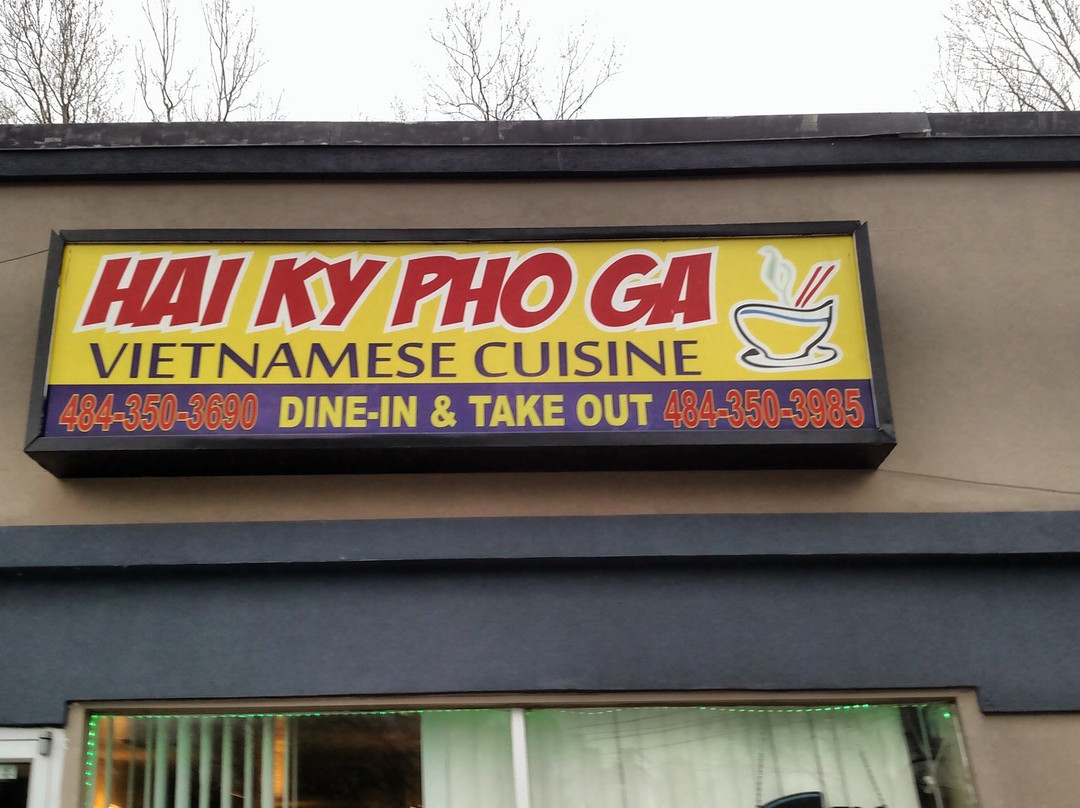 HAI KY PHO GA
VIETNAMESE CUISINE
484-350-3690 DINE-IN & TAKE OUT 484-350-3985